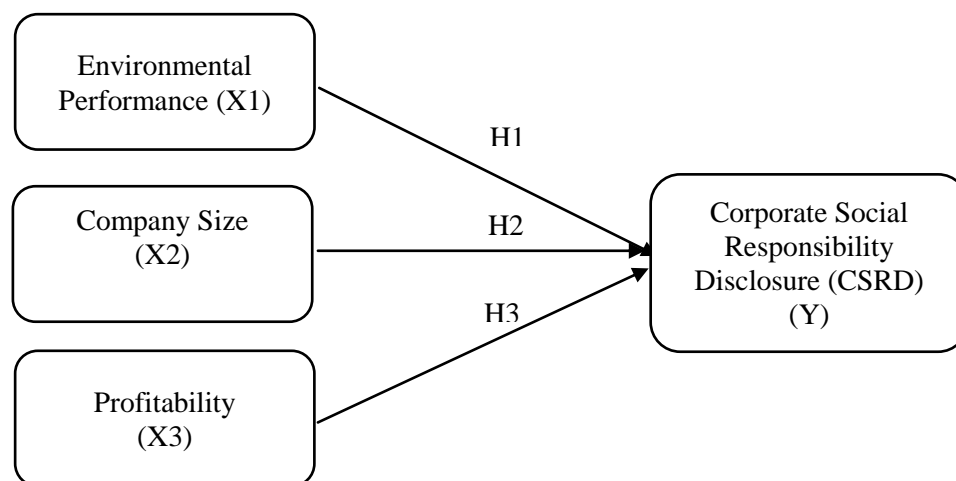 Environmental
Performance (X1)
H1
Company Size
(X2)
H2
Corporate Social
Responsibility
Disclosure (CSRD)
(Y)
H3
Profitability
(X3)